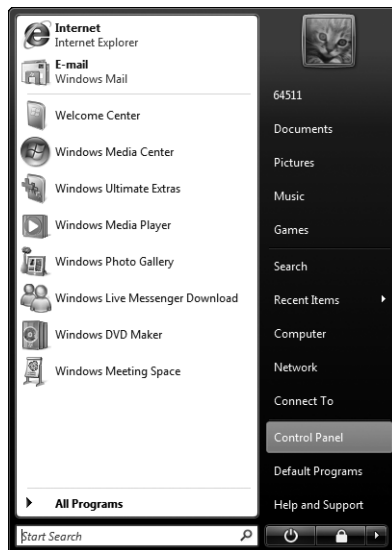 Internet
Internet Explorer
E-mail
Windows Mail
Welcome Center
Windows Media Center
Windows Ultimate Extras
Windows Media Player
Windows Photo Gallery
Windows Live Messenger Download
Windows DVD Maker
Windows Meeting Space
All Programs
Start Search
64511
Documents
Pictures
Music
Games
Search
Recent Items
Computer
Network
Connect To
Control Panel
Default Programs
Help and Support